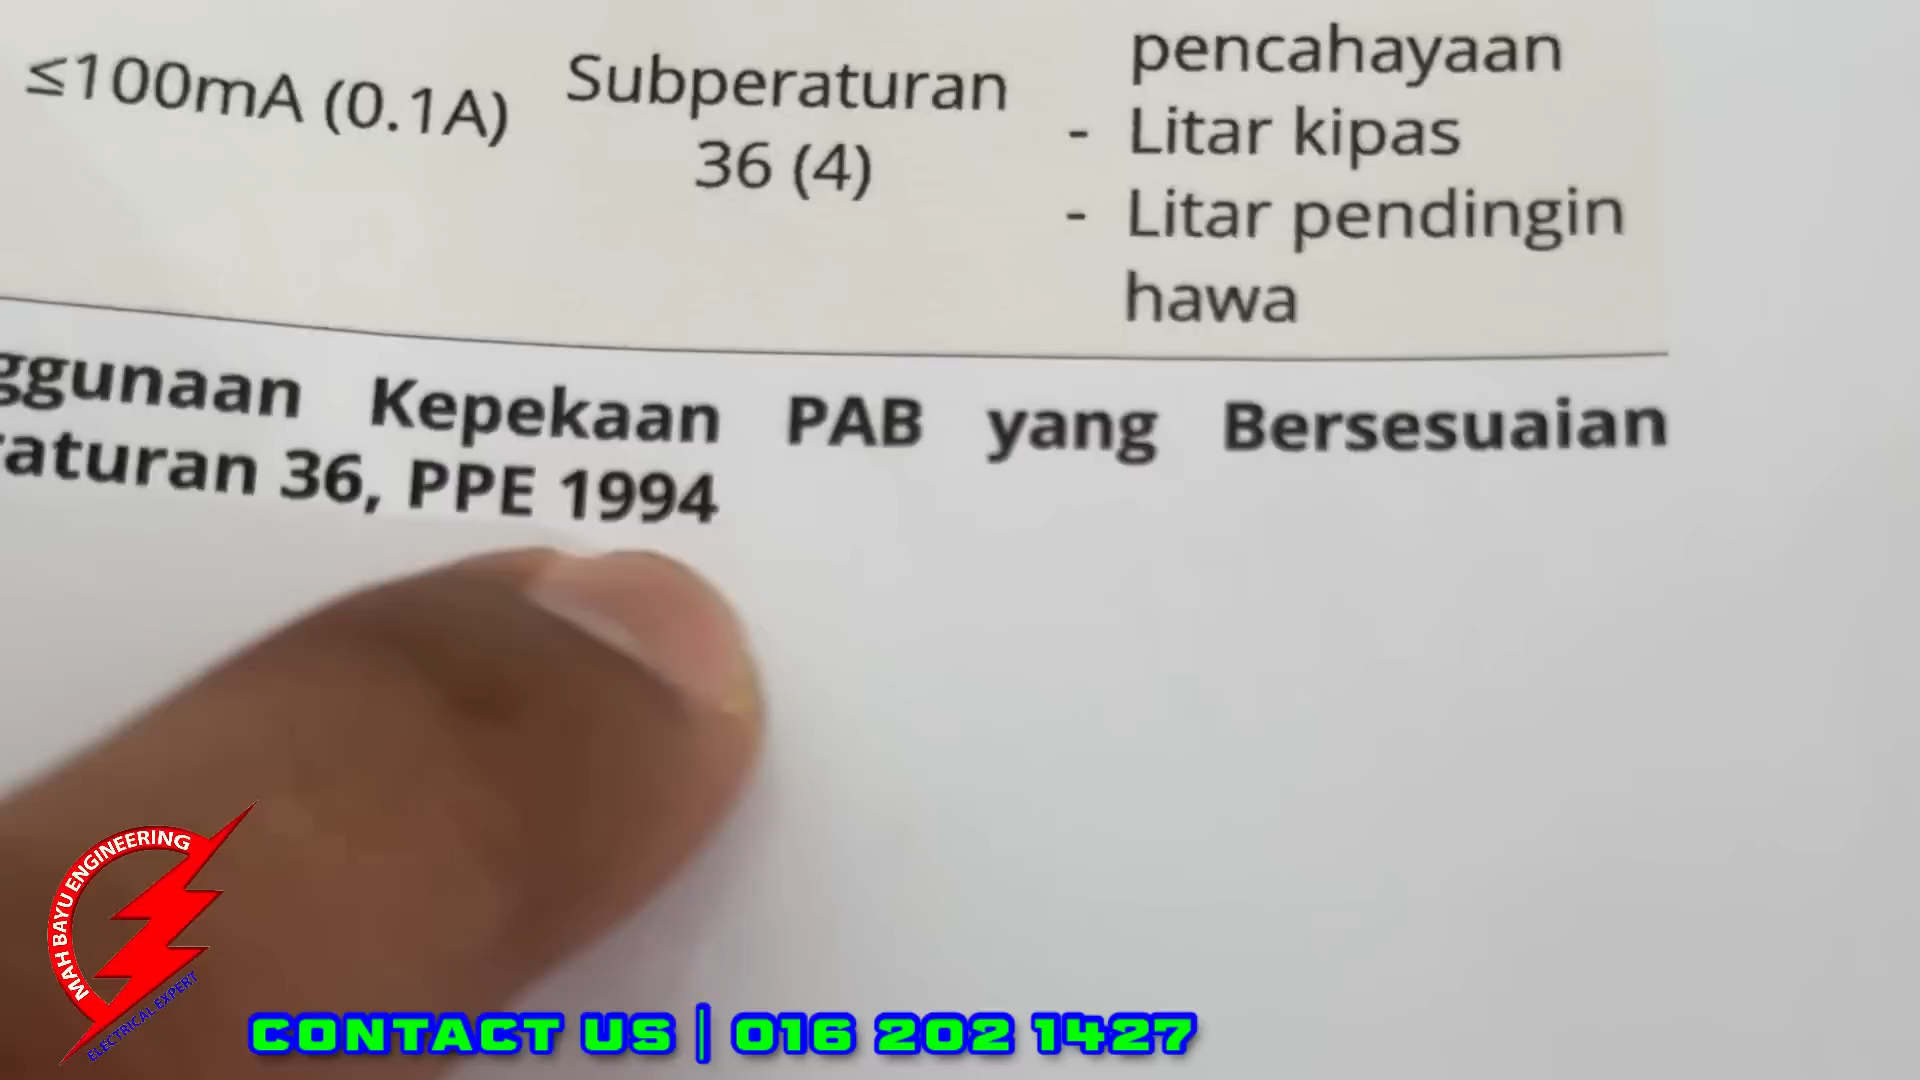 ≤100mA (0.1A)
Subperaturan
36 (4)
pencahayaan
- Litar kipas
- Litar pendingin
hawa
ggunaan Kepekaan PAB yang Bersesuaian
raturan 36, PPE 1994
MAH BAYU ENGINEERING
ELECTRICAL EXPERT
CONTACT US | 016 202 1427